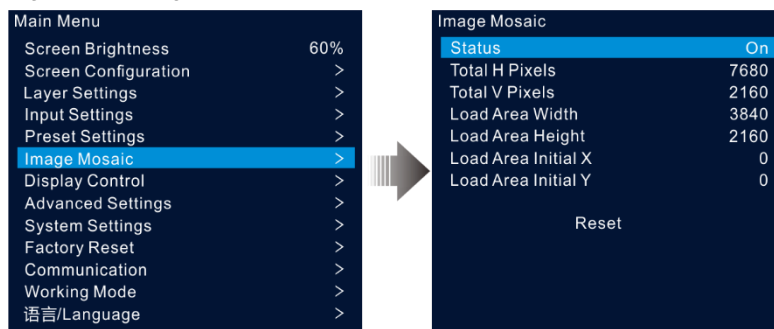 Main Menu
Screen Brightness 60%
Screen Configuration >
Layer Settings >
Input Settings >
Preset Settings >
Image Mosaic >
Display Control >
Advanced Settings >
System Settings >
Factory Reset >
Communication >
Working Mode >
语言/Language >
Image Mosaic
Status On
Total H Pixels 7680
Total V Pixels 2160
Load Area Width 3840
Load Area Height 2160
Load Area Initial X 0
Load Area Initial Y 0
Reset